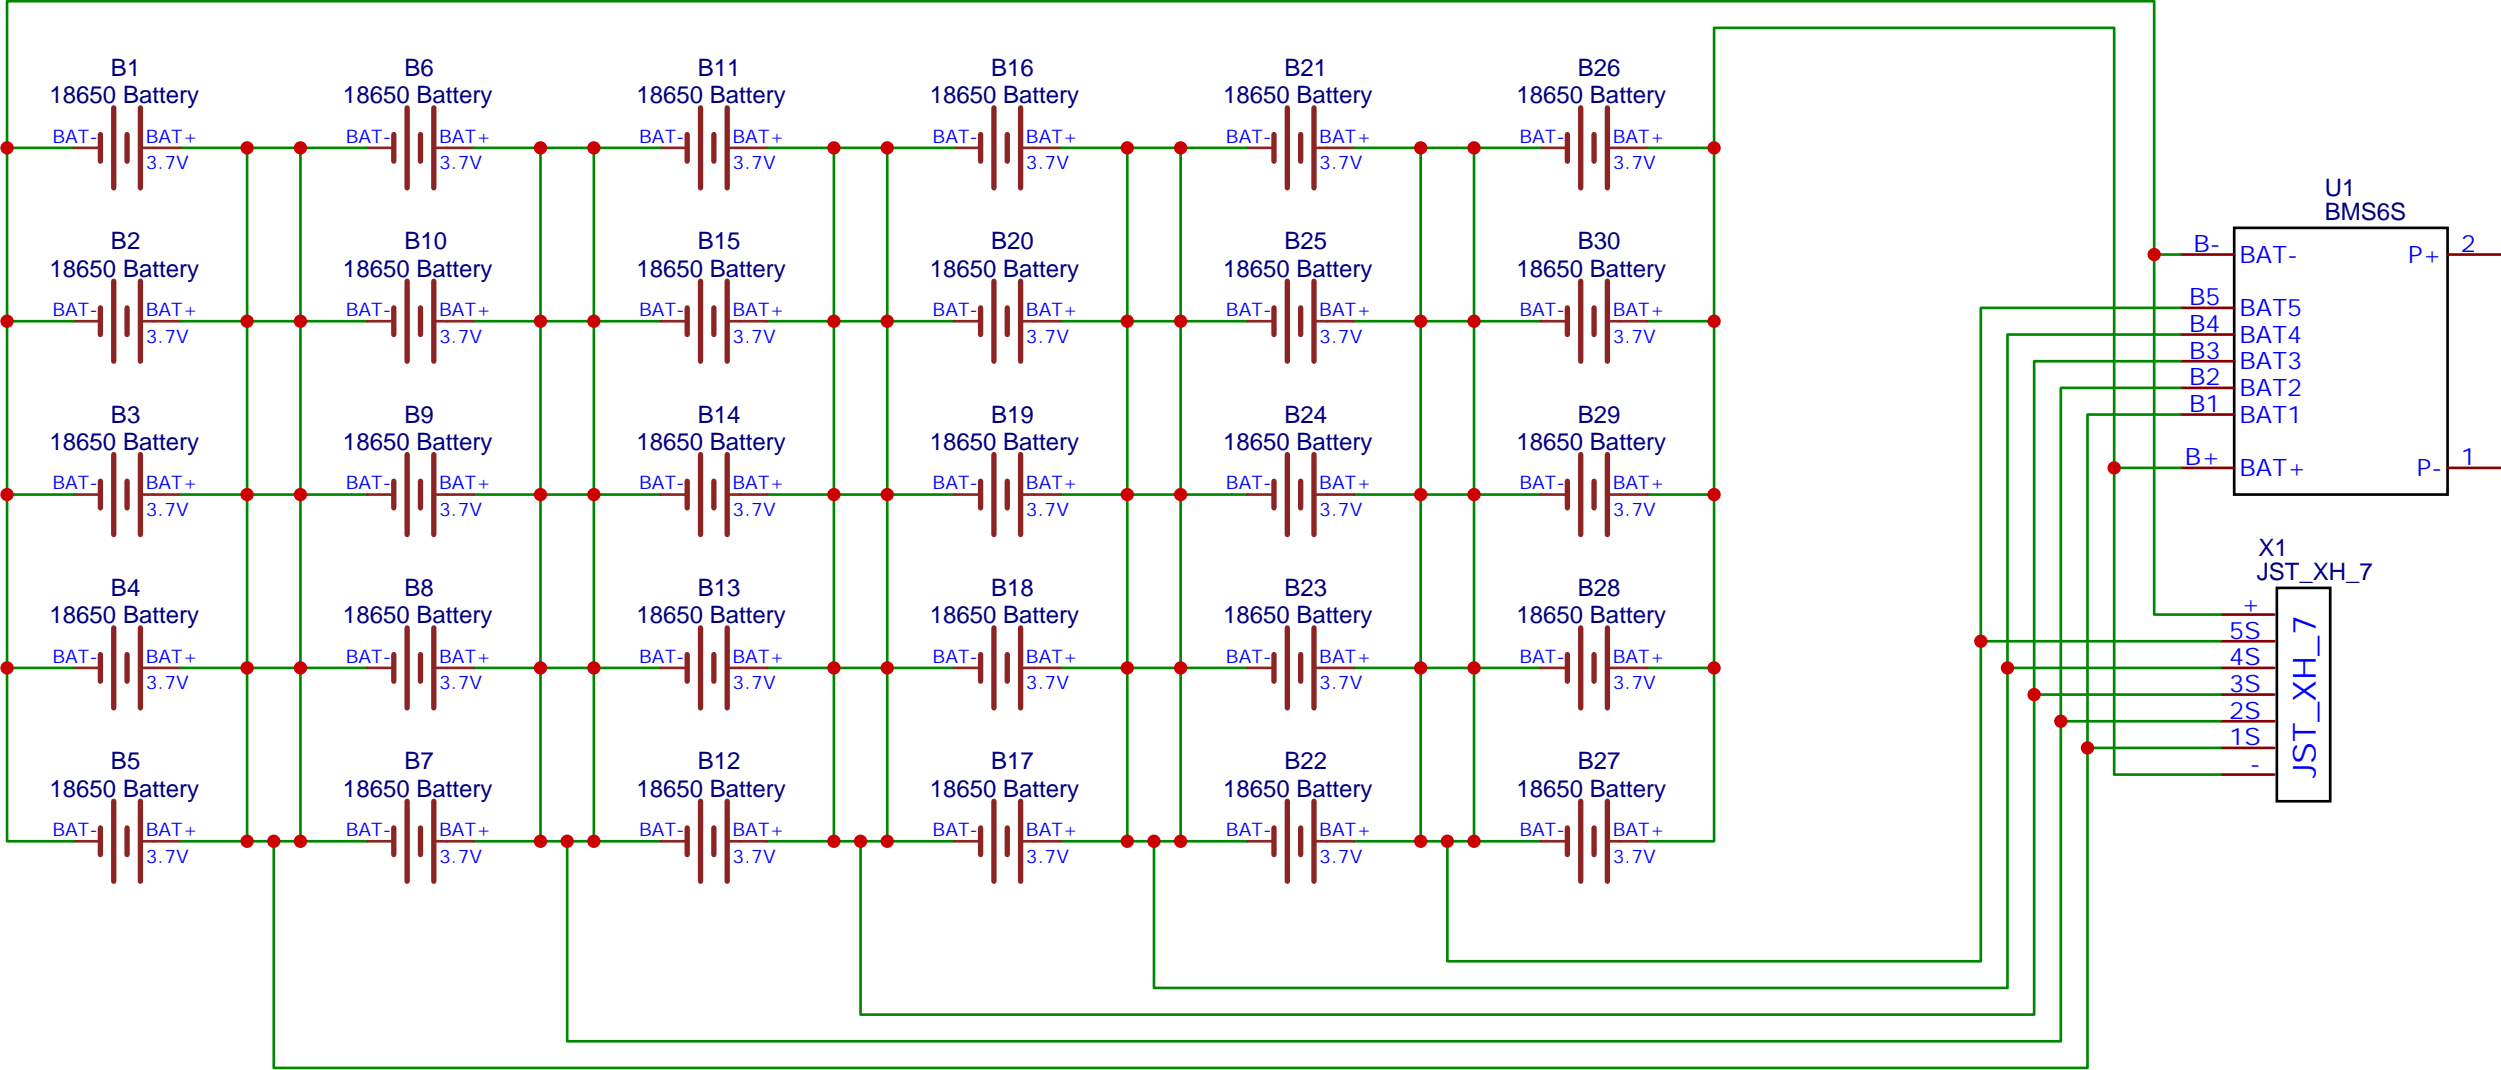 B1 B6 B11 B16 B21 B26
18650 Battery 18650 Battery 18650 Battery 18650 Battery 18650 Battery 18650 Battery
BAT- BAT+ BAT- BAT+ BAT- BAT+ BAT- BAT+ BAT- BAT+ BAT- BAT+
3.7V 3.7V 3.7V 3.7V 3.7V 3.7V
B2 B10 B15 B20 B25 B30
18650 Battery 18650 Battery 18650 Battery 18650 Battery 18650 Battery 18650 Battery
BAT- BAT+ BAT- BAT+ BAT- BAT+ BAT- BAT+ BAT- BAT+ BAT- BAT+
3.7V 3.7V 3.7V 3.7V 3.7V 3.7V
B3 B9 B14 B19 B24 B29
18650 Battery 18650 Battery 18650 Battery 18650 Battery 18650 Battery 18650 Battery
BAT- BAT+ BAT- BAT+ BAT- BAT+ BAT- BAT+ BAT- BAT+ BAT- BAT+
3.7V 3.7V 3.7V 3.7V 3.7V 3.7V
B4 B8 B13 B18 B23 B28
18650 Battery 18650 Battery 18650 Battery 18650 Battery 18650 Battery 18650 Battery
BAT- BAT+ BAT- BAT+ BAT- BAT+ BAT- BAT+ BAT- BAT+ BAT- BAT+
3.7V 3.7V 3.7V 3.7V 3.7V 3.7V
B5 B7 B12 B17 B22 B27
18650 Battery 18650 Battery 18650 Battery 18650 Battery 18650 Battery 18650 Battery
BAT- BAT+ BAT- BAT+ BAT- BAT+ BAT- BAT+ BAT- BAT+ BAT- BAT+
3.7V 3.7V 3.7V 3.7V 3.7V 3.7V
U1
BMS6S
B- BAT- P+ 2
B5 BAT5
B4 BAT4
B3 BAT3
B2 BAT2
B1 BAT1
B+ BAT+ P- 1
X1
JST_XH_7
+
5S
4S
3S
2S
1S
-
JST_XH_7